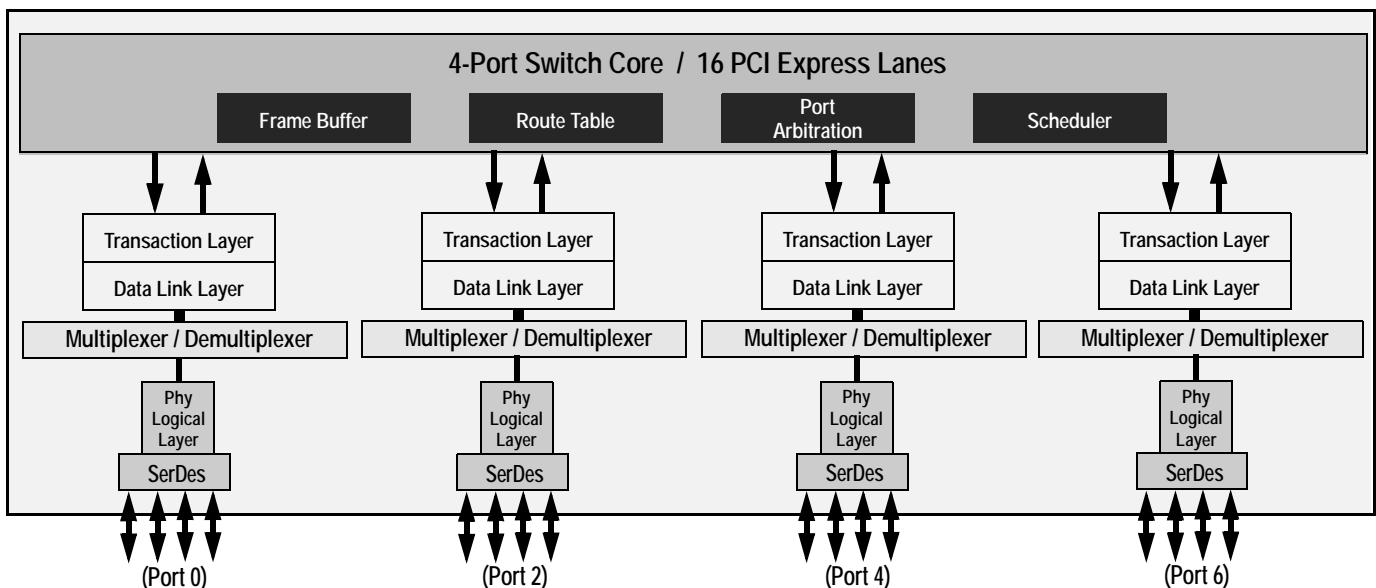 4-Port Switch Core / 16 PCI Express Lanes
Frame Buffer
Route Table
Port
Arbitration
Scheduler
Transaction Layer
Transaction Layer
Transaction Layer
Transaction Layer
Data Link Layer
Data Link Layer
Data Link Layer
Data Link Layer
Multiplexer / Demultiplexer
Multiplexer / Demultiplexer
Multiplexer / Demultiplexer
Multiplexer / Demultiplexer
Phy
Logical
Layer
Phy
Logical
Layer
Phy
Logical
Layer
Phy
Logical
Layer
SerDes
SerDes
SerDes
SerDes
(Port 0)
(Port 2)
(Port 4)
(Port 6)